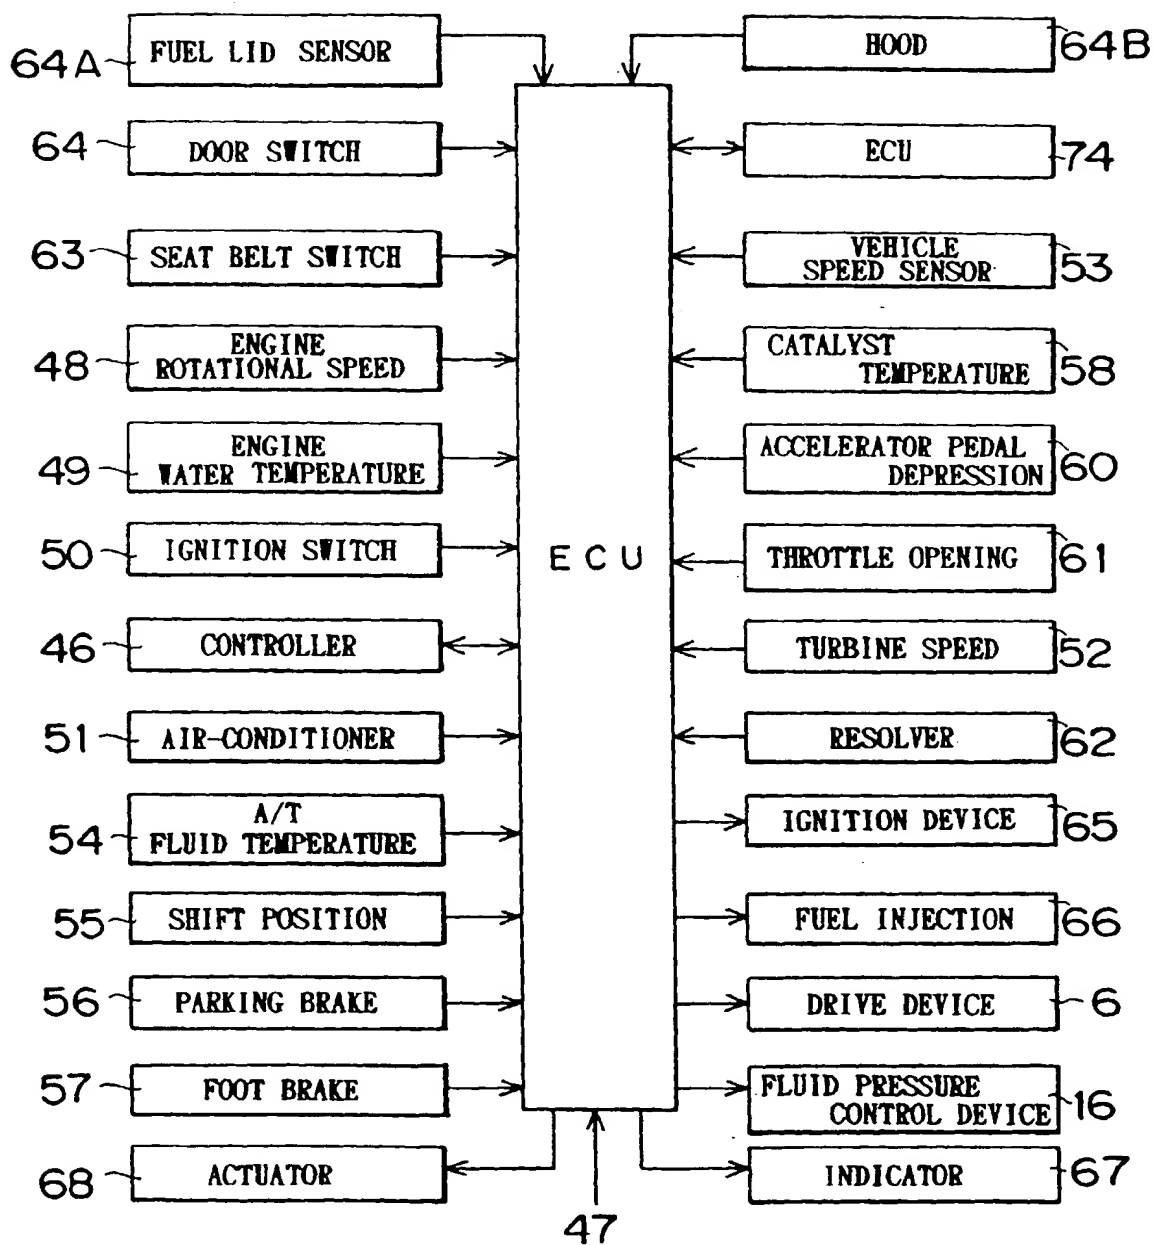 64A
FUEL LID SENSOR
HOOD
64B
64
DOOR SWITCH
ECU
74
63
SEAT BELT SWITCH
VEHICLE
SPEED SENSOR
53
48
ENGINE
ROTATIONAL SPEED
CATALYST
TEMPERATURE
58
49
ENGINE
WATER TEMPERATURE
ACCELERATOR PEDAL
DEPRESSION
60
50
IGNITION SWITCH
ECU
THROTTLE OPENING
61
46
CONTROLLER
TURBINE SPEED
52
51
AIR-CONDITIONER
RESOLVER
62
54
A/T
FLUID TEMPERATURE
IGNITION DEVICE
65
55
SHIFT POSITION
FUEL INJECTION
66
56
PARKING BRAKE
DRIVE DEVICE
6
57
FOOT BRAKE
FLUID PRESSURE
CONTROL DEVICE
16
68
ACTUATOR
INDICATOR
67
47